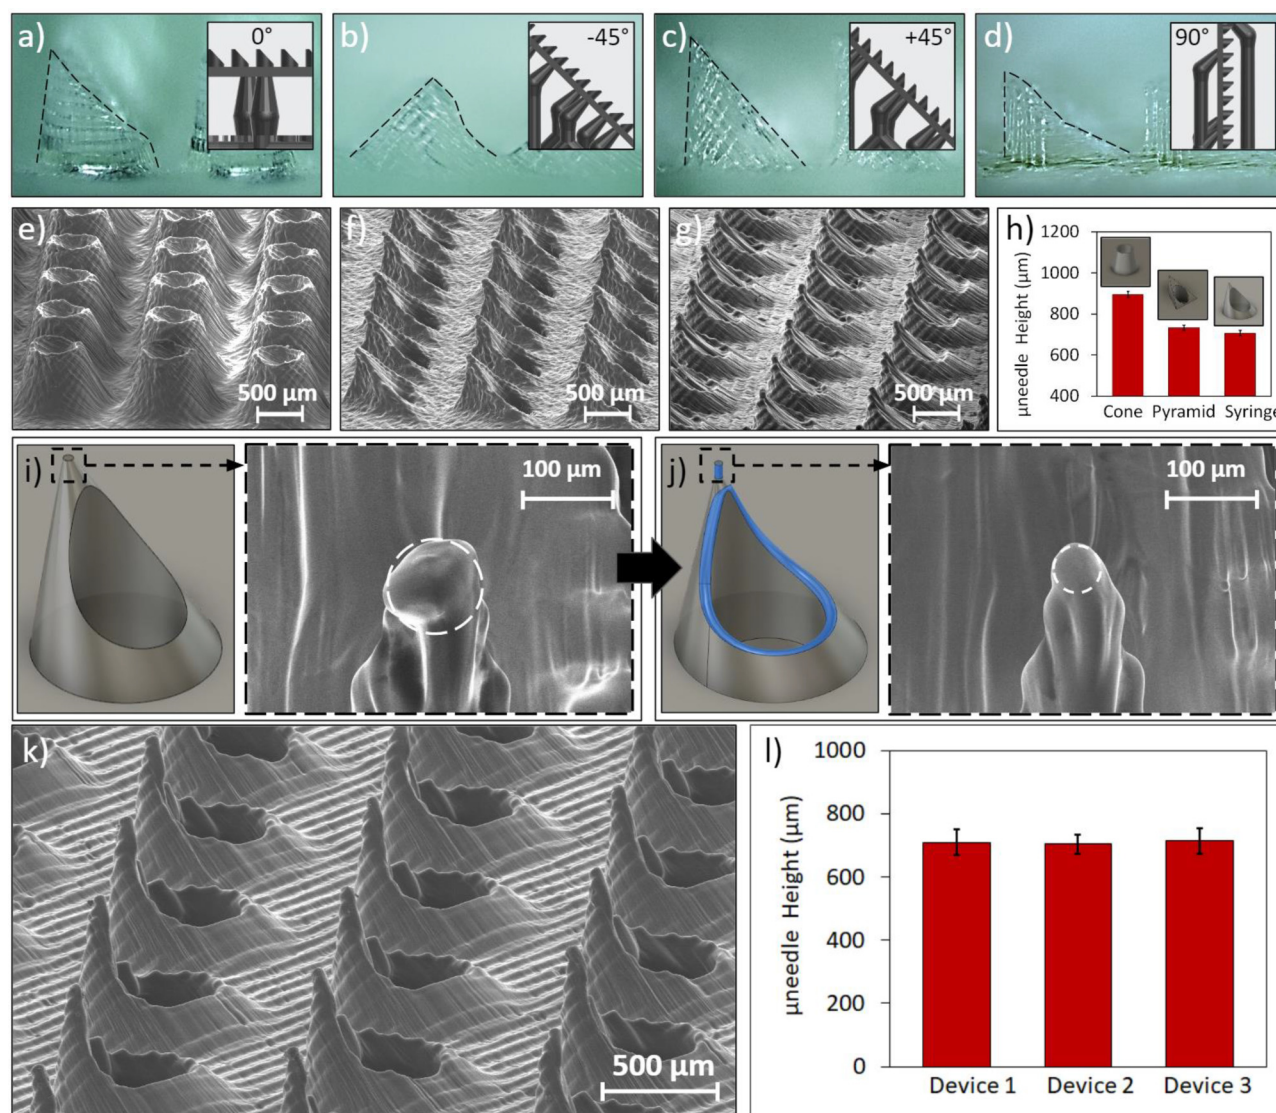 a)
0°
b)
-45°
c)
+45°
d)
90°
e)
500 µm
f)
500 µm
g)
500 µm
h)
µneedle Height (µm)
1200
1000
800
600
400
Cone Pyramid Syringe
i)
100 µm
j)
100 µm
k)
500 µm
l)
µneedle Height (µm)
1000
800
600
400
200
0
Device 1 Device 2 Device 3